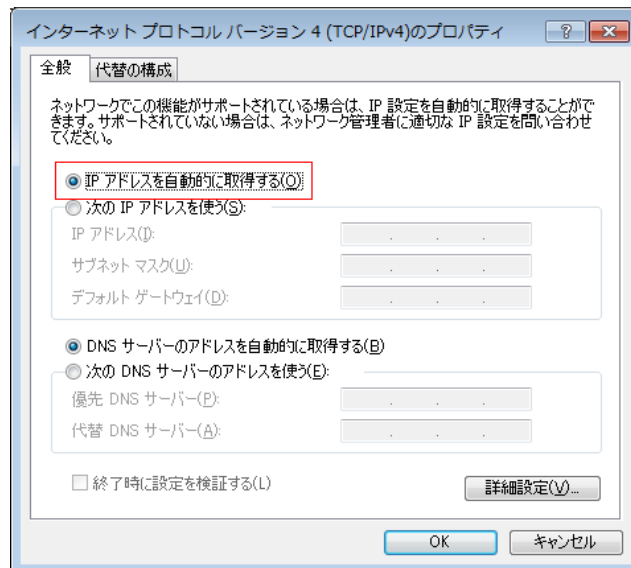 インターネット プロトコル バージョン 4 (TCP/IPv4)のプロパティ
全般
代替の構成
ネットワークでこの機能がサポートされている場合は、IP 設定を自動的に取得することがで
きます。サポートされていない場合は、ネットワーク管理者に適切な IP 設定を問い合わせ
てください。
IP アドレスを自動的に取得する(O)
次の IP アドレスを使う(S):
IP アドレス(I):
サブネット マスク(U):
デフォルト ゲートウェイ(D):
DNS サーバーのアドレスを自動的に取得する(B)
次の DNS サーバーのアドレスを使う(E):
優先 DNS サーバー(P):
代替 DNS サーバー(A):
終了時に設定を検証する(L)
詳細設定(V)...
OK
キャンセル